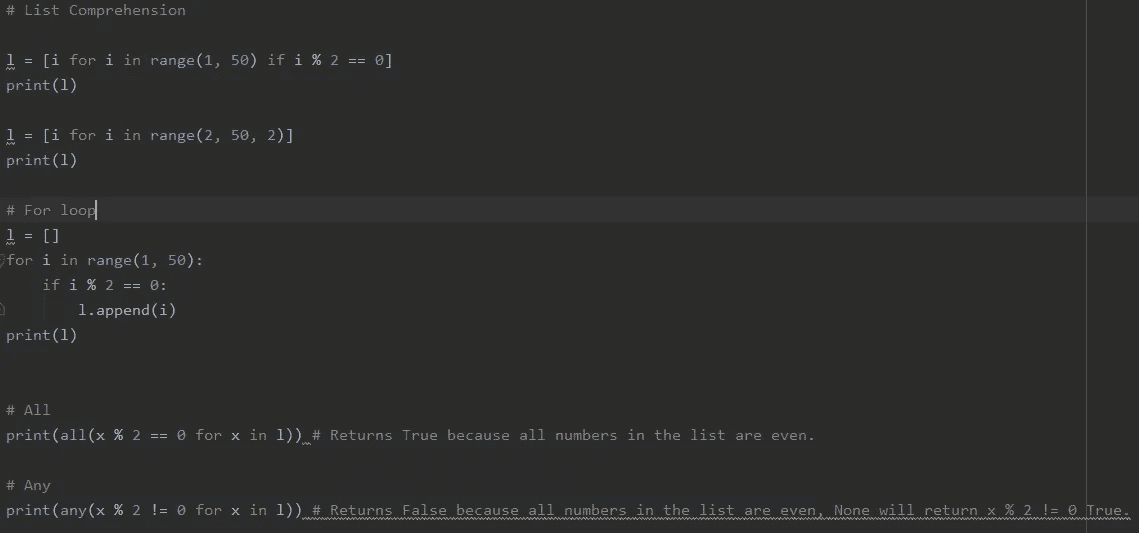 # List Comprehension
l = [i for i in range(1, 50) if i % 2 == 0]
print(l)
l = [i for i in range(2, 50, 2)]
print(l)
# For loop
l = []
for i in range(1, 50):
    if i % 2 == 0:
        l.append(i)
print(l)
# All
print(all(x % 2 == 0 for x in l)) # Returns True because all numbers in the list are even.
# Any
print(any(x % 2 != 0 for x in l)) # Returns False because all numbers in the list are even, None will return x % 2 != 0 True.